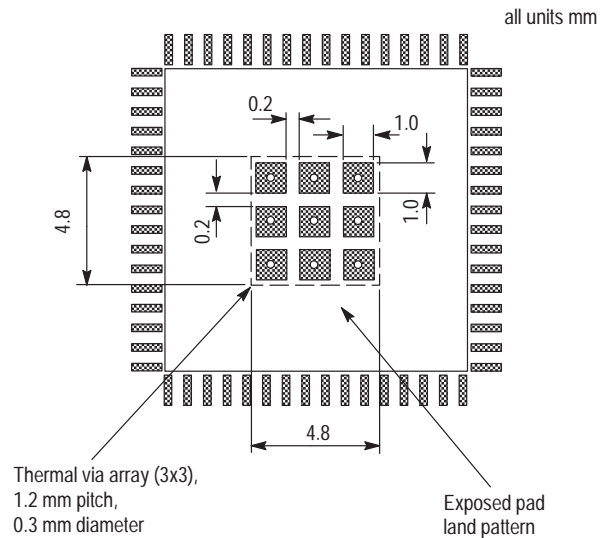 all units mm
0.2
1.0
4.8
0.2
1.0
4.8
Thermal via array (3x3),
1.2 mm pitch,
0.3 mm diameter
Exposed pad
land pattern